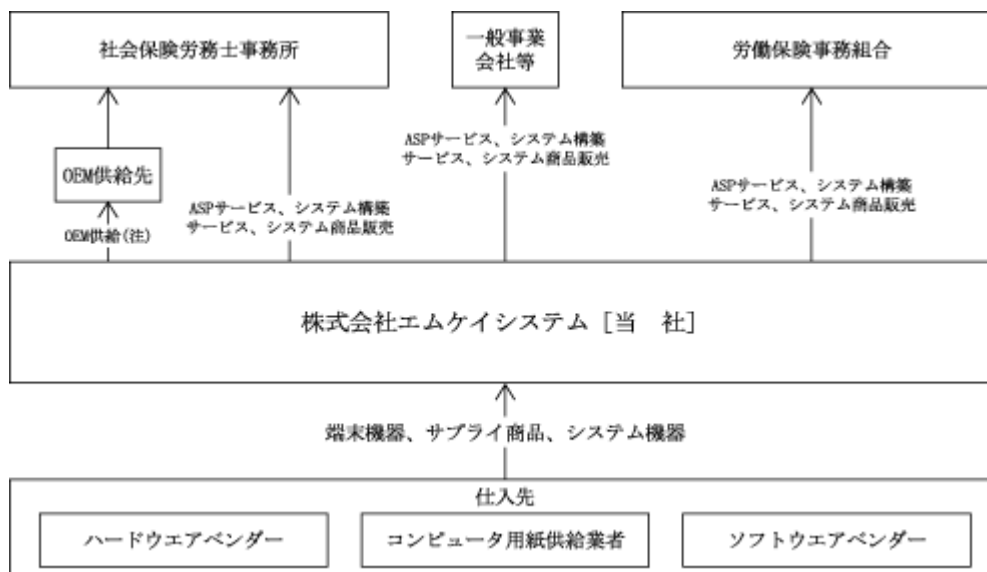 社会保険労務士事務所
一般事業
会社等
労働保険事務組合
ASPサービス、システム構築
サービス、システム商品販売
OEM供給先
ASPサービス、システム構築
サービス、システム商品販売
ASPサービス、システム構築
サービス、システム商品販売
OEM供給(注)
株式会社エムケイシステム［当　社］
端末機器、サプライ商品、システム機器
仕入先
ハードウエアベンダー
コンピュータ用紙供給業者
ソフトウエアベンダー